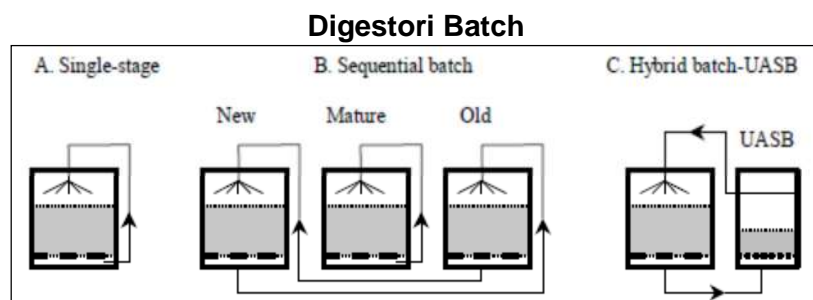 Digestori Batch
A. Single-stage B. Sequential batch C. Hybrid batch-UASB
New Mature Old UASB